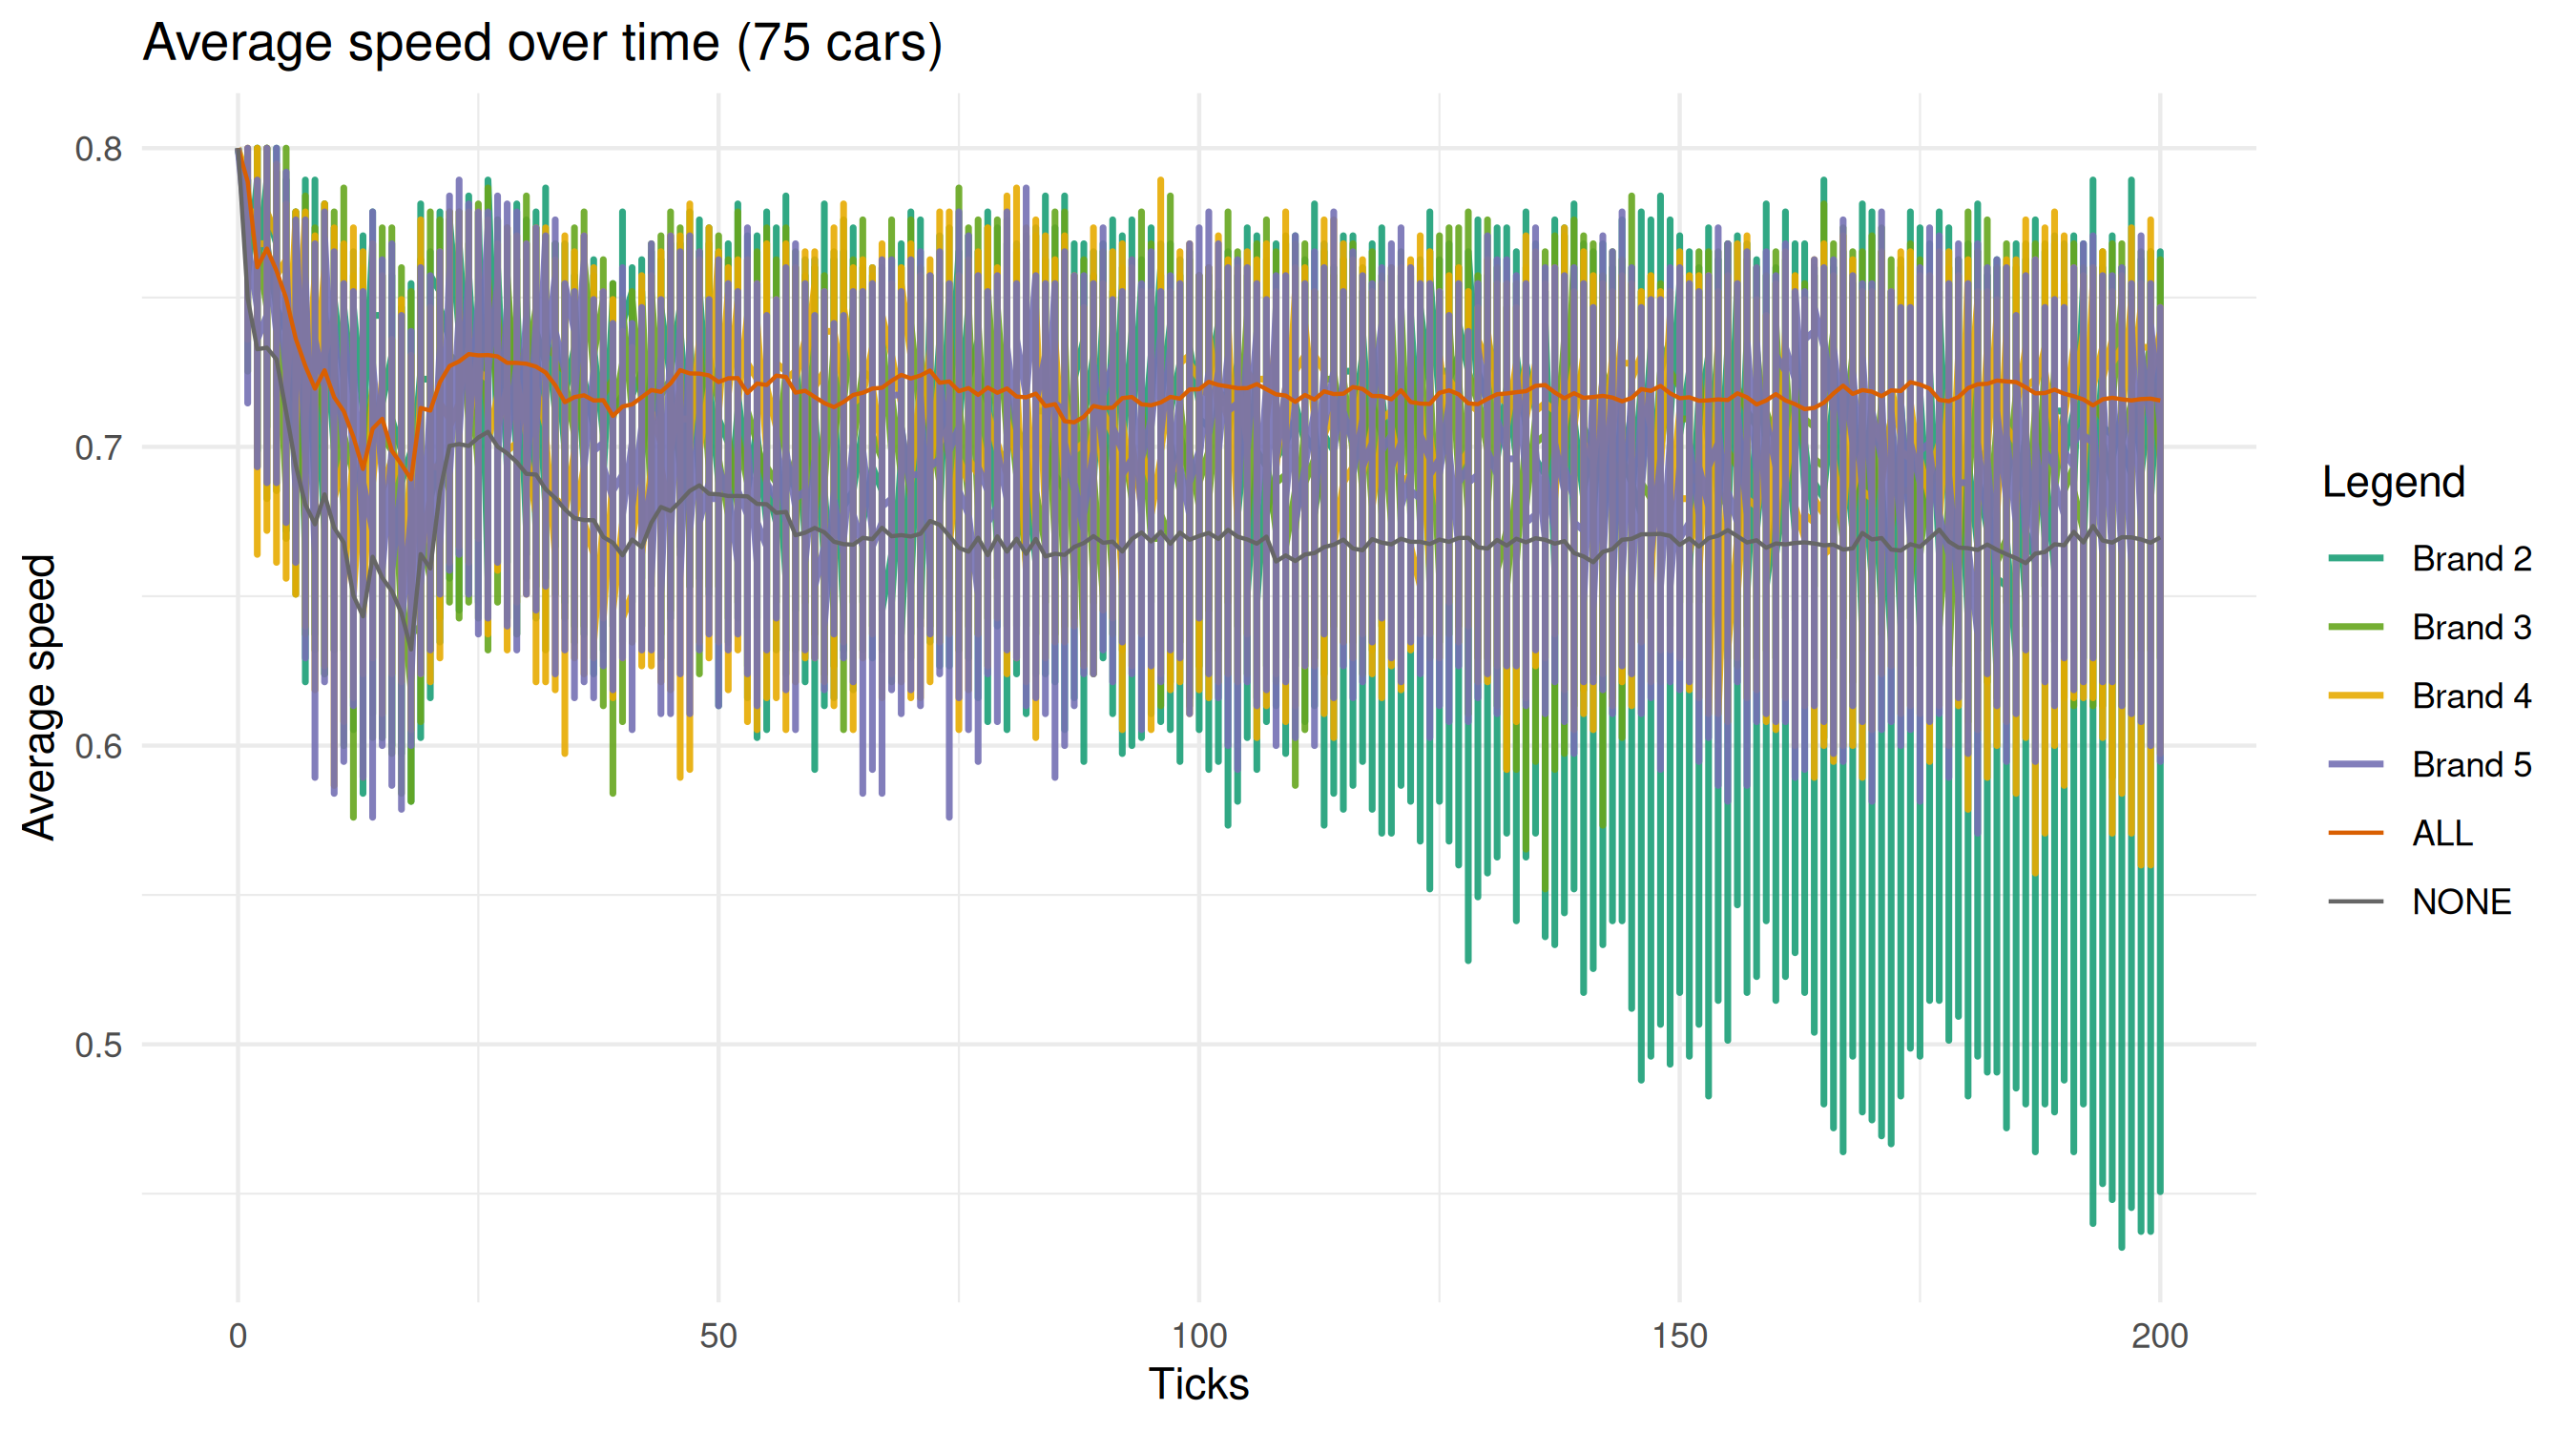 Average speed over time (75 cars)
Average speed
0.8
0.7
0.6
0.5
0
50
100
150
200
Ticks
Legend
Brand 2
Brand 3
Brand 4
Brand 5
ALL
NONE